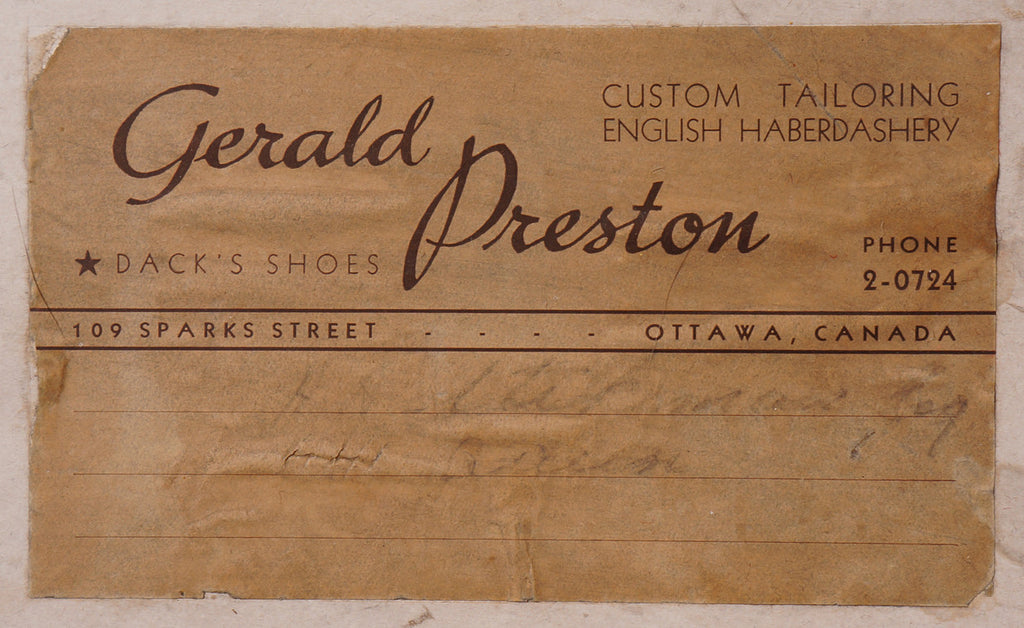 Gerald Preston
CUSTOM TAILORING
ENGLISH HABERDASHERY
★ DACK'S SHOES
PHONE
2-0724
109 SPARKS STREET - - - - OTTAWA, CANADA